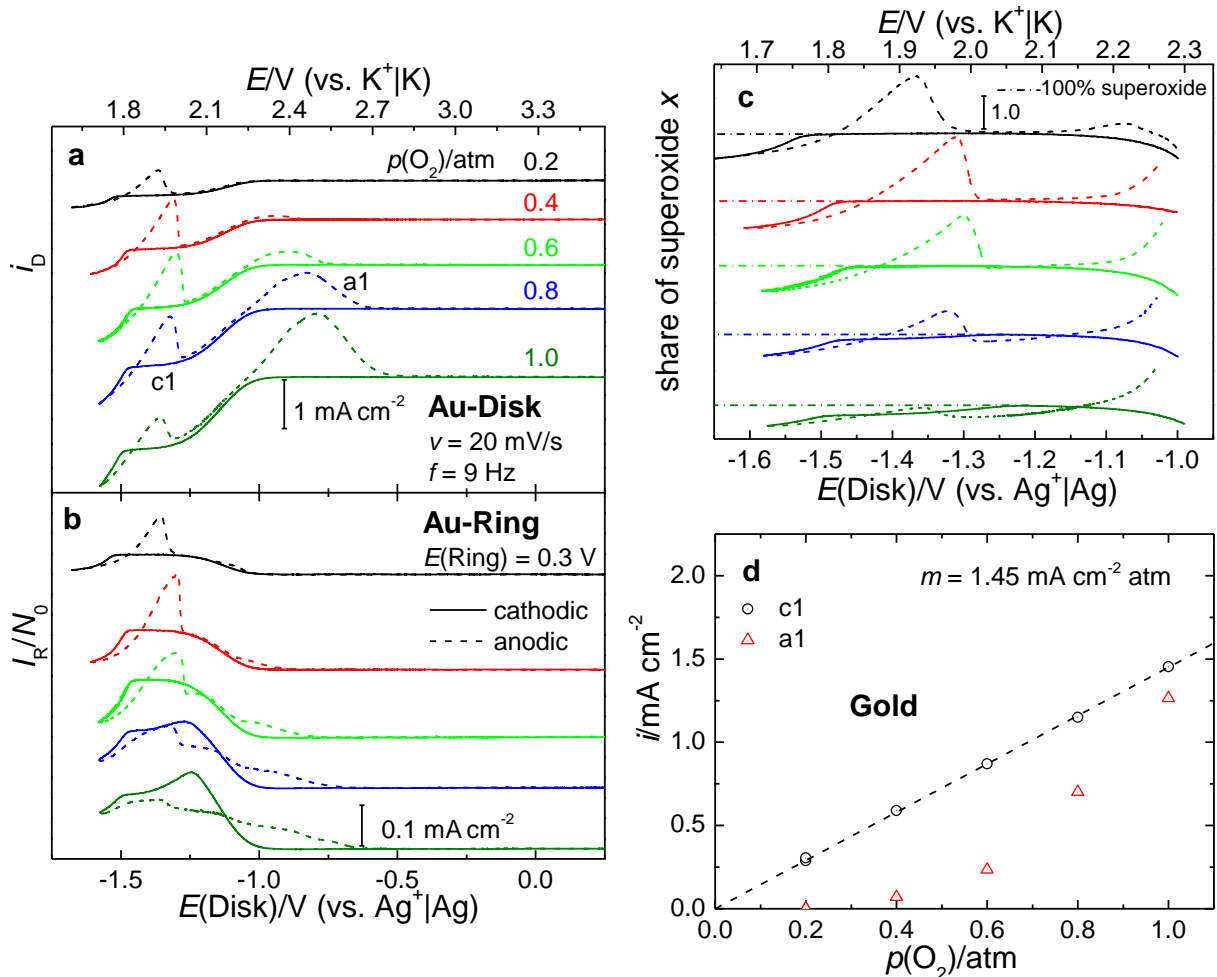 E/V (vs. K⁺|K)
1.8 2.1 2.4 2.7 3.0 3.3
a
p(O₂)/atm
0.2
0.4
0.6
0.8
1.0
a1
c1
i_D
1 mA cm⁻²
Au-Disk
v = 20 mV/s
f = 9 Hz
b
Au-Ring
E(Ring) = 0.3 V
cathodic
anodic
I_R/N₀
0.1 mA cm⁻²
-1.5 -1.0 -0.5 0.0
E(Disk)/V (vs. Ag⁺|Ag)
E/V (vs. K⁺|K)
1.7 1.8 1.9 2.0 2.1 2.2 2.3
c
100% superoxide
1.0
share of superoxide x
-1.6 -1.5 -1.4 -1.3 -1.2 -1.1 -1.0
E(Disk)/V (vs. Ag⁺|Ag)
d
m = 1.45 mA cm⁻² atm
c1
a1
Gold
i/mA cm⁻²
2.0
1.5
1.0
0.5
0.0
0.0 0.2 0.4 0.6 0.8 1.0
p(O₂)/atm